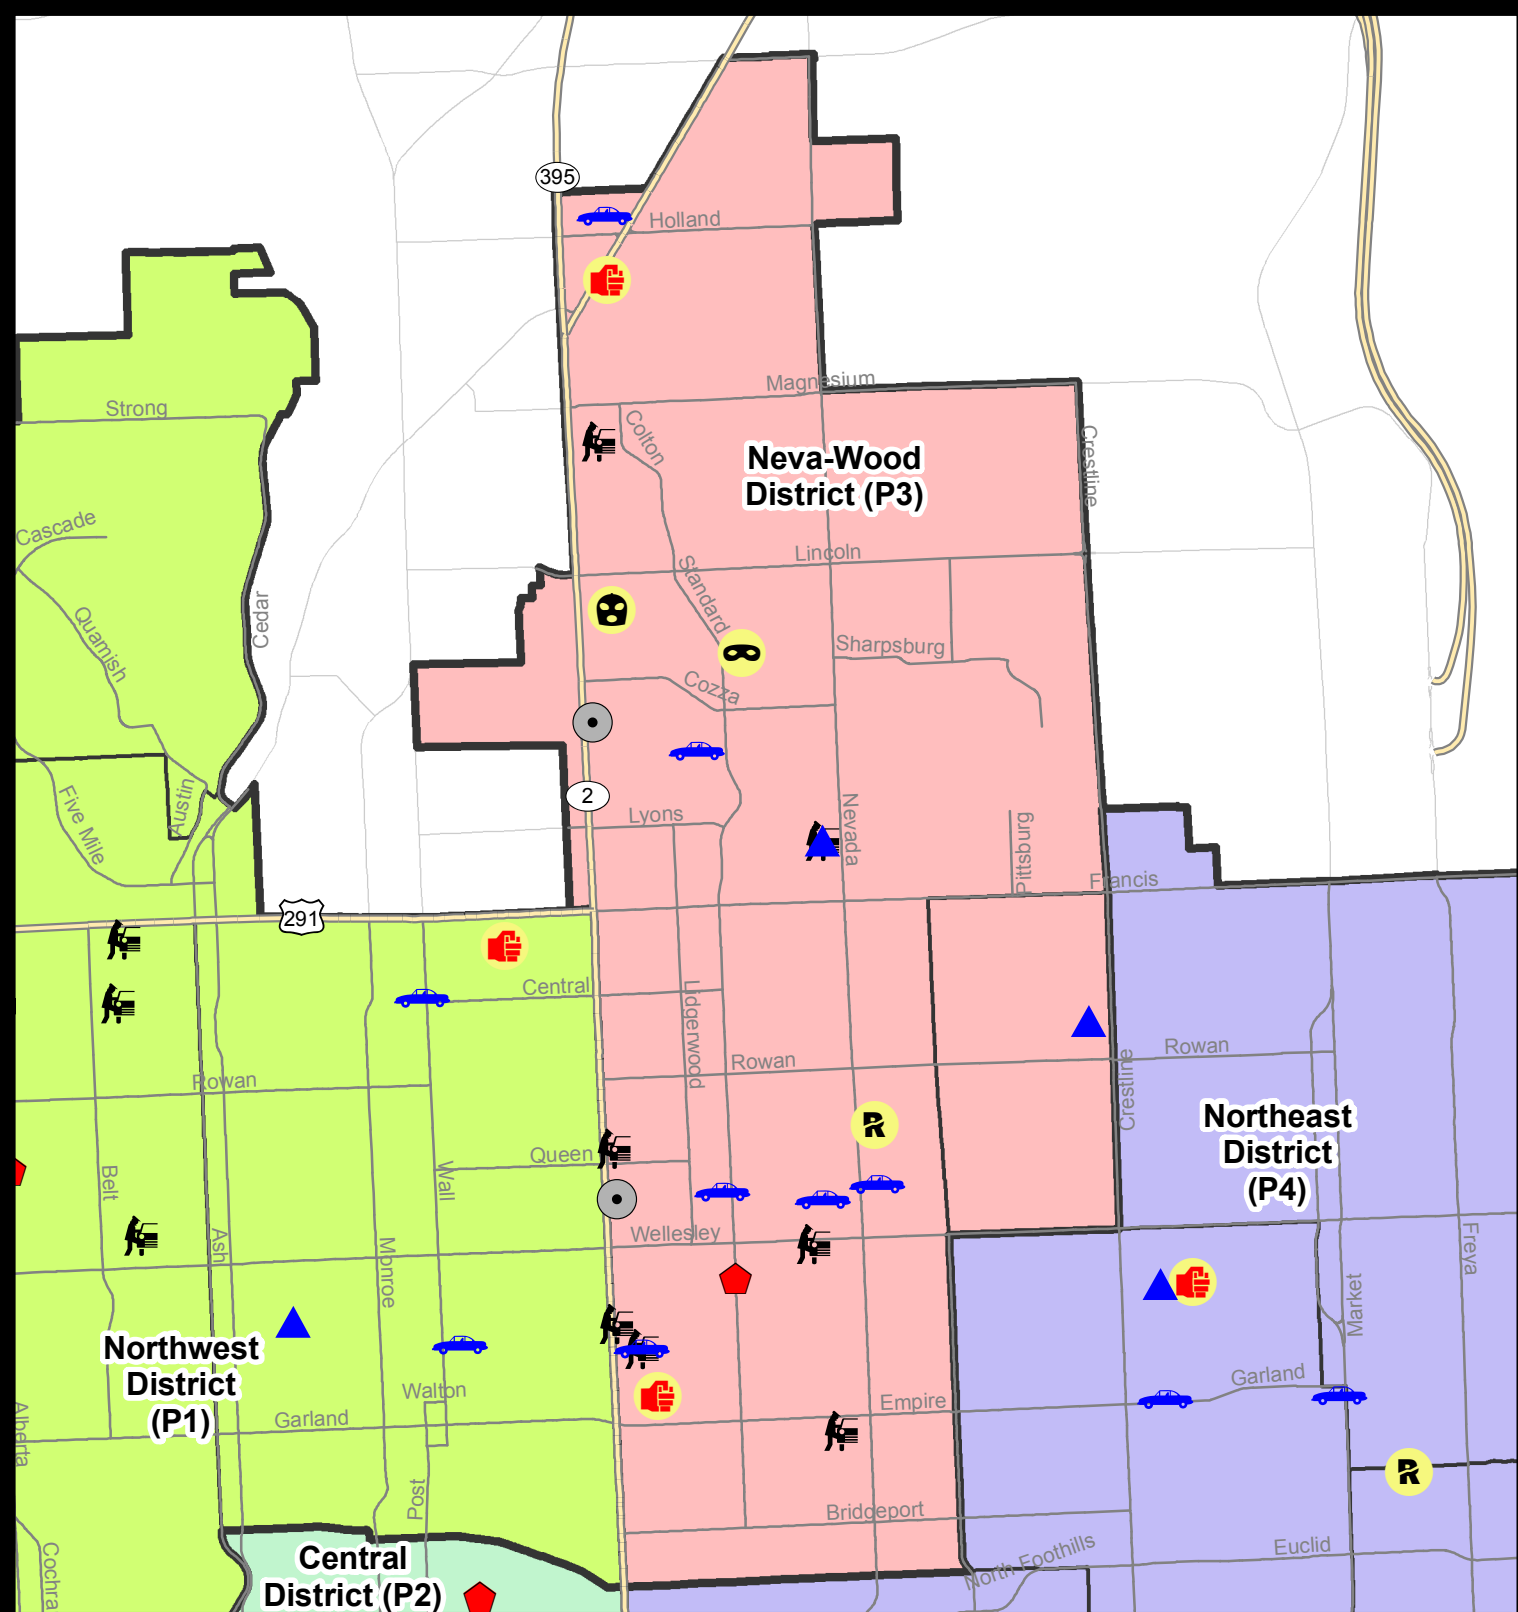 395
Holland
Magnesium
Strong
Colton
Crestline
Neva-Wood
District (P3)
Cascade
Lincoln
Standard
Quamish
Cedar
Sharpsburg
Cozza
2
Five Mile
Austin
Lyons
Nevada
Pittsburg
Francis
291
Central
Lidgerwood
Rowan
Rowan
Rowan
Crestline
Northeast
District
(P4)
Queen
Belt
Wall
Ash
Wellesley
Monroe
Freya
Market
Northwest
District
(P1)
Walton
Garland
Garland
Empire
Alberta
Post
Bridgeport
Central
District (P2)
Cochra
North Foothills
Euclid
R
R